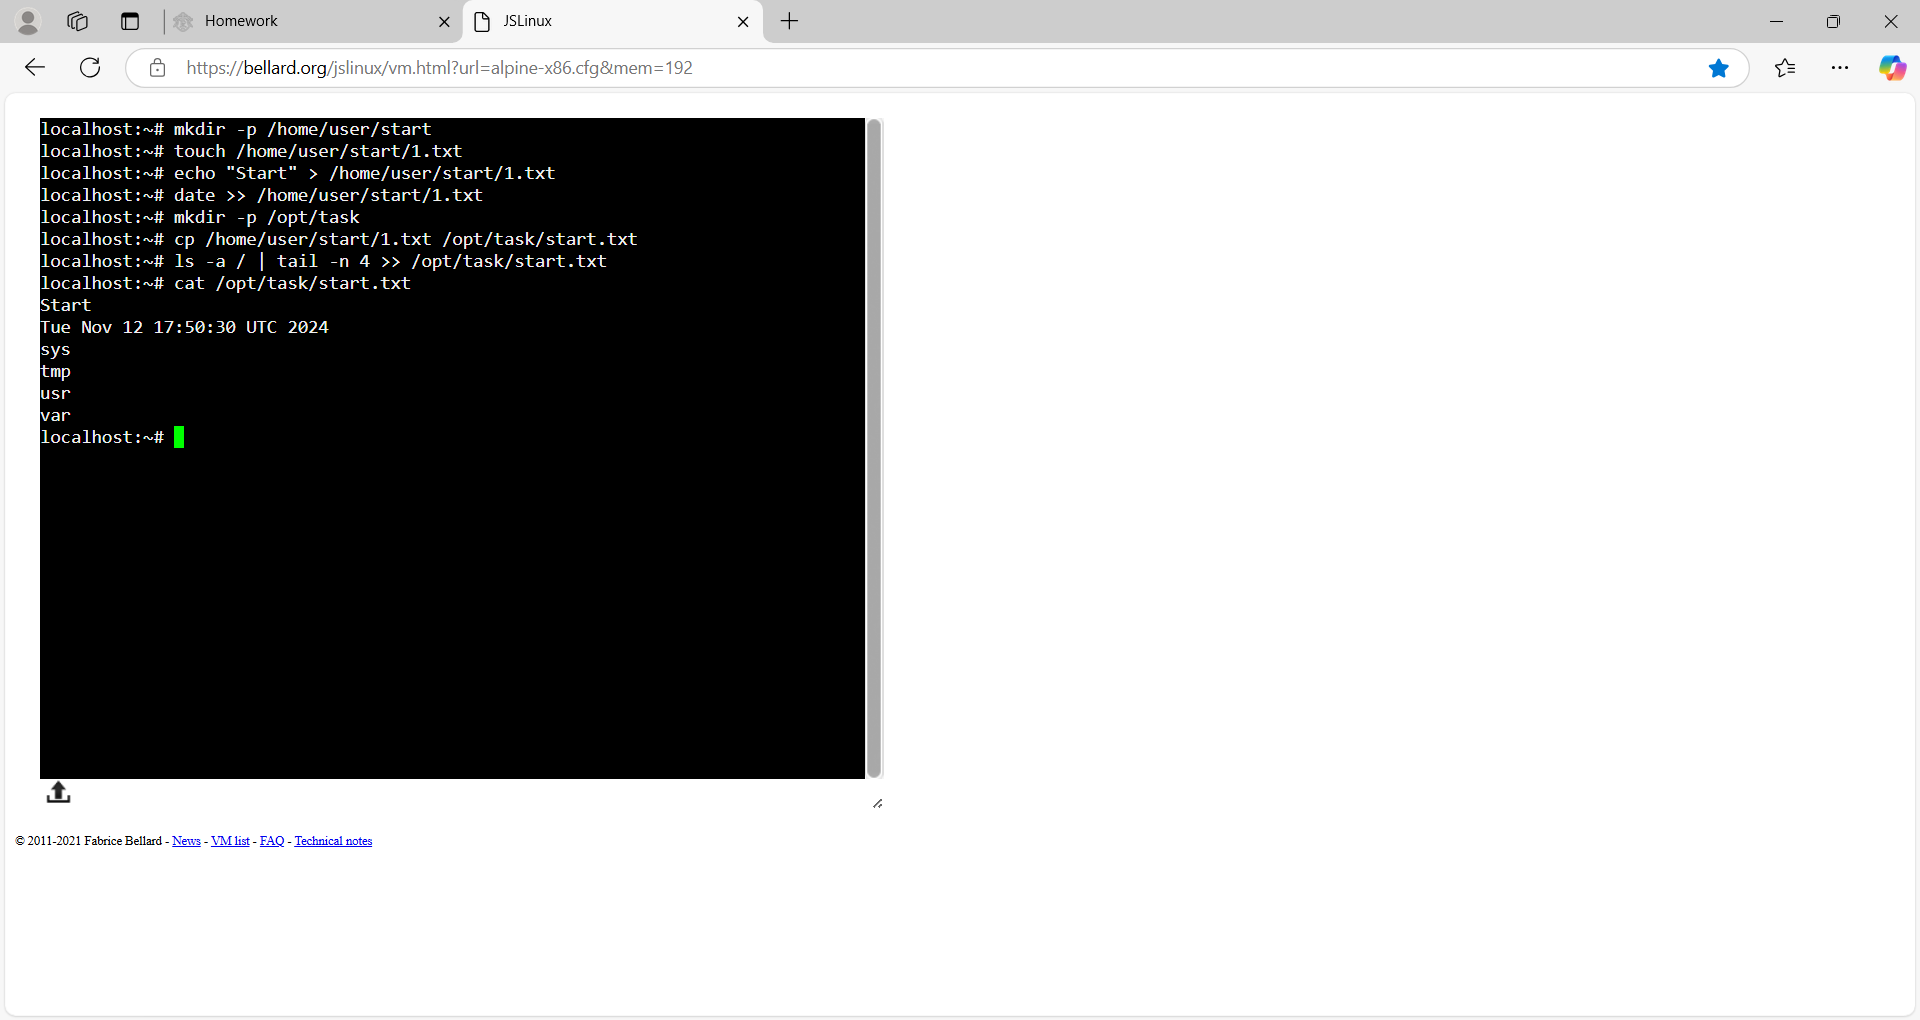 Homework
JSLinux
https://bellard.org/jslinux/vm.html?url=alpine-x86.cfg&mem=192
localhost:~# mkdir -p /home/user/start
localhost:~# touch /home/user/start/1.txt
localhost:~# echo "Start" > /home/user/start/1.txt
localhost:~# date >> /home/user/start/1.txt
localhost:~# mkdir -p /opt/task
localhost:~# cp /home/user/start/1.txt /opt/task/start.txt
localhost:~# ls -a / | tail -n 4 >> /opt/task/start.txt
localhost:~# cat /opt/task/start.txt
Start
Tue Nov 12 17:50:30 UTC 2024
sys
tmp
usr
var
localhost:~#
© 2011-2021 Fabrice Bellard - News - VM list - FAQ - Technical notes